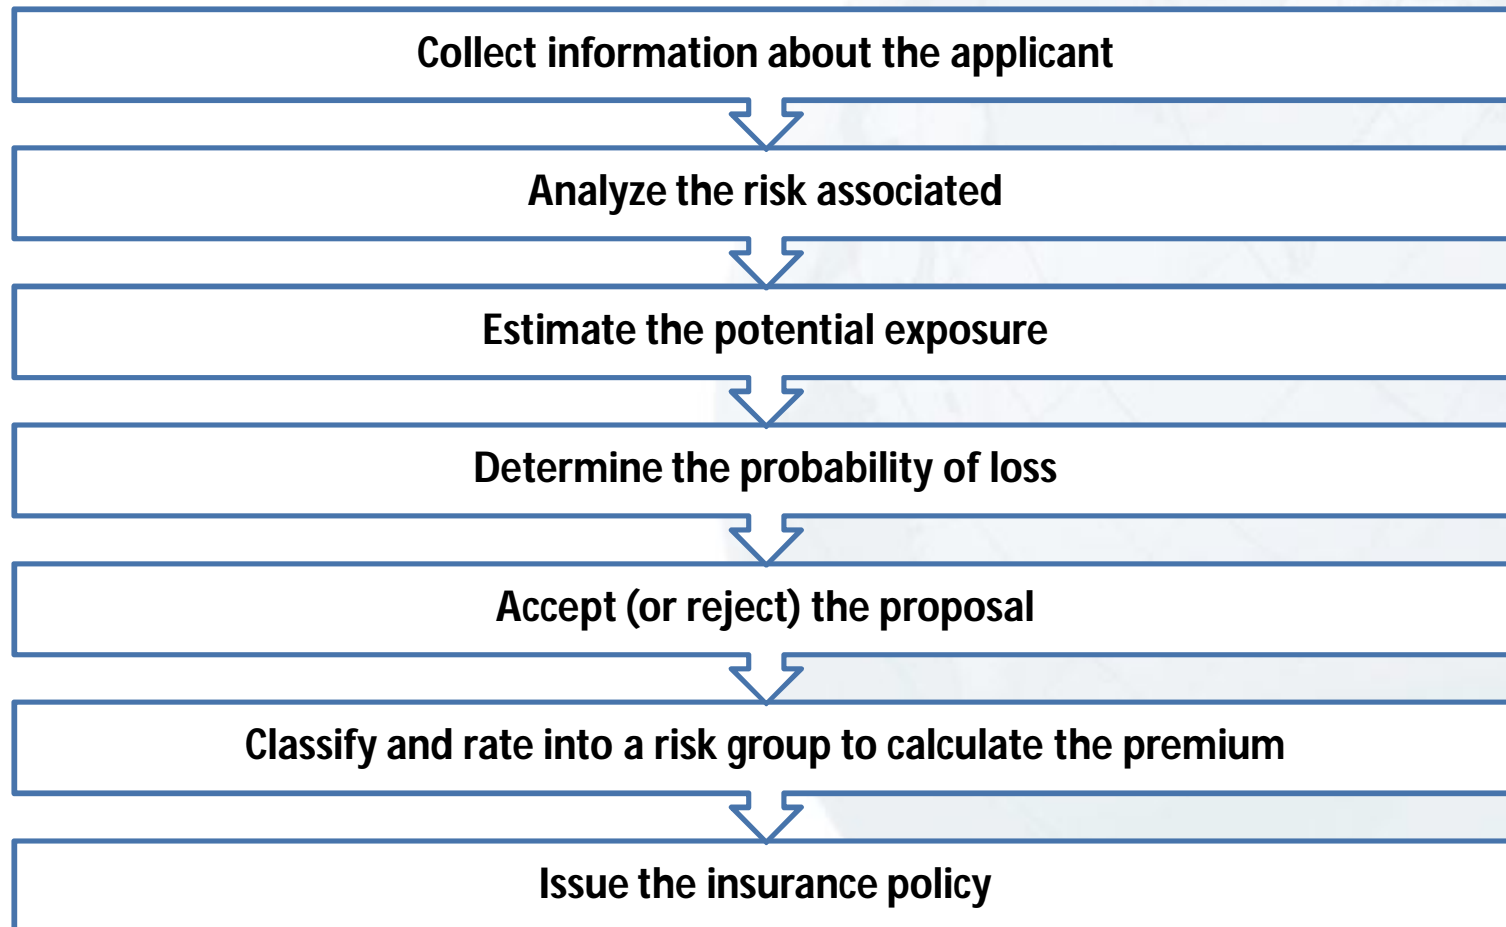 Collect information about the applicant
Analyze the risk associated
Estimate the potential exposure
Determine the probability of loss
Accept (or reject) the proposal
Classify and rate into a risk group to calculate the premium
Issue the insurance policy